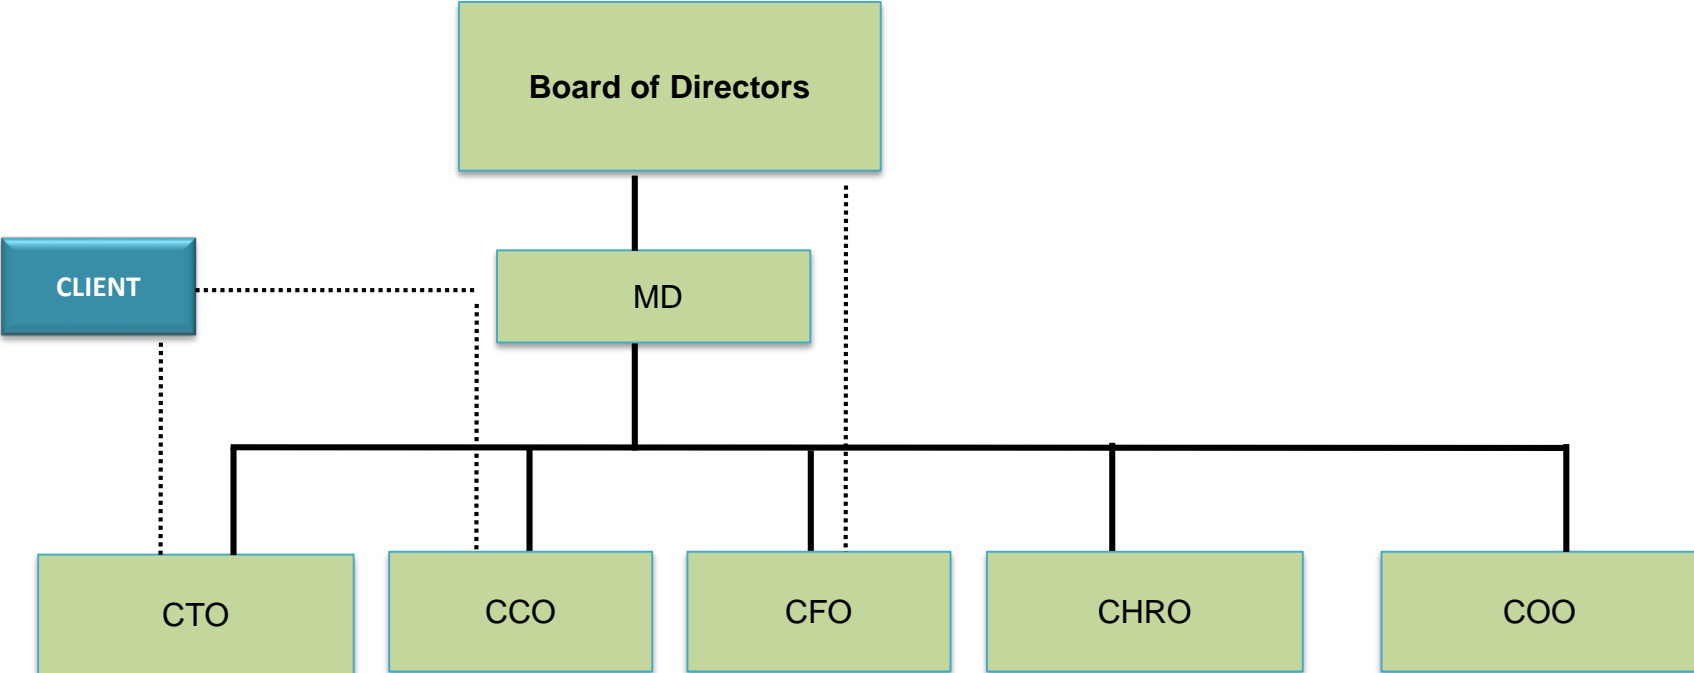 Board of Directors
CLIENT
MD
CTO
CCO
CFO
CHRO
COO